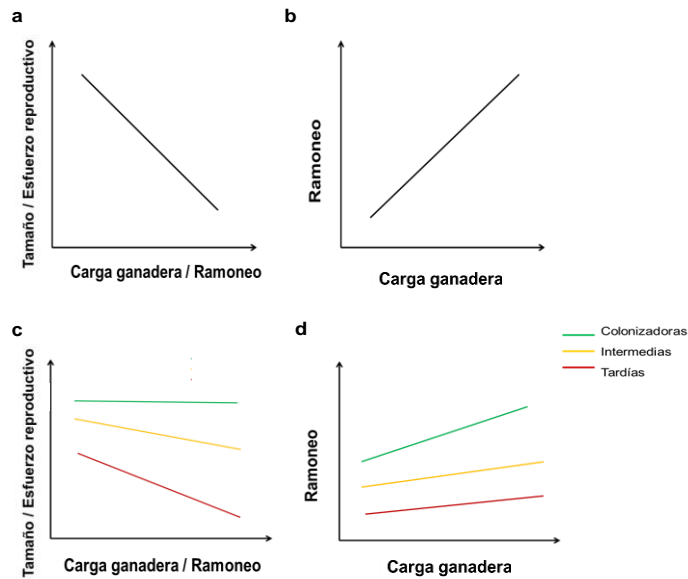 a
Tamaño / Esfuerzo reproductivo
Carga ganadera / Ramoneo
b
Ramoneo
Carga ganadera
c
Tamaño / Esfuerzo reproductivo
Carga ganadera / Ramoneo
d
Ramoneo
Carga ganadera
Colonizadoras
Intermedias
Tardías